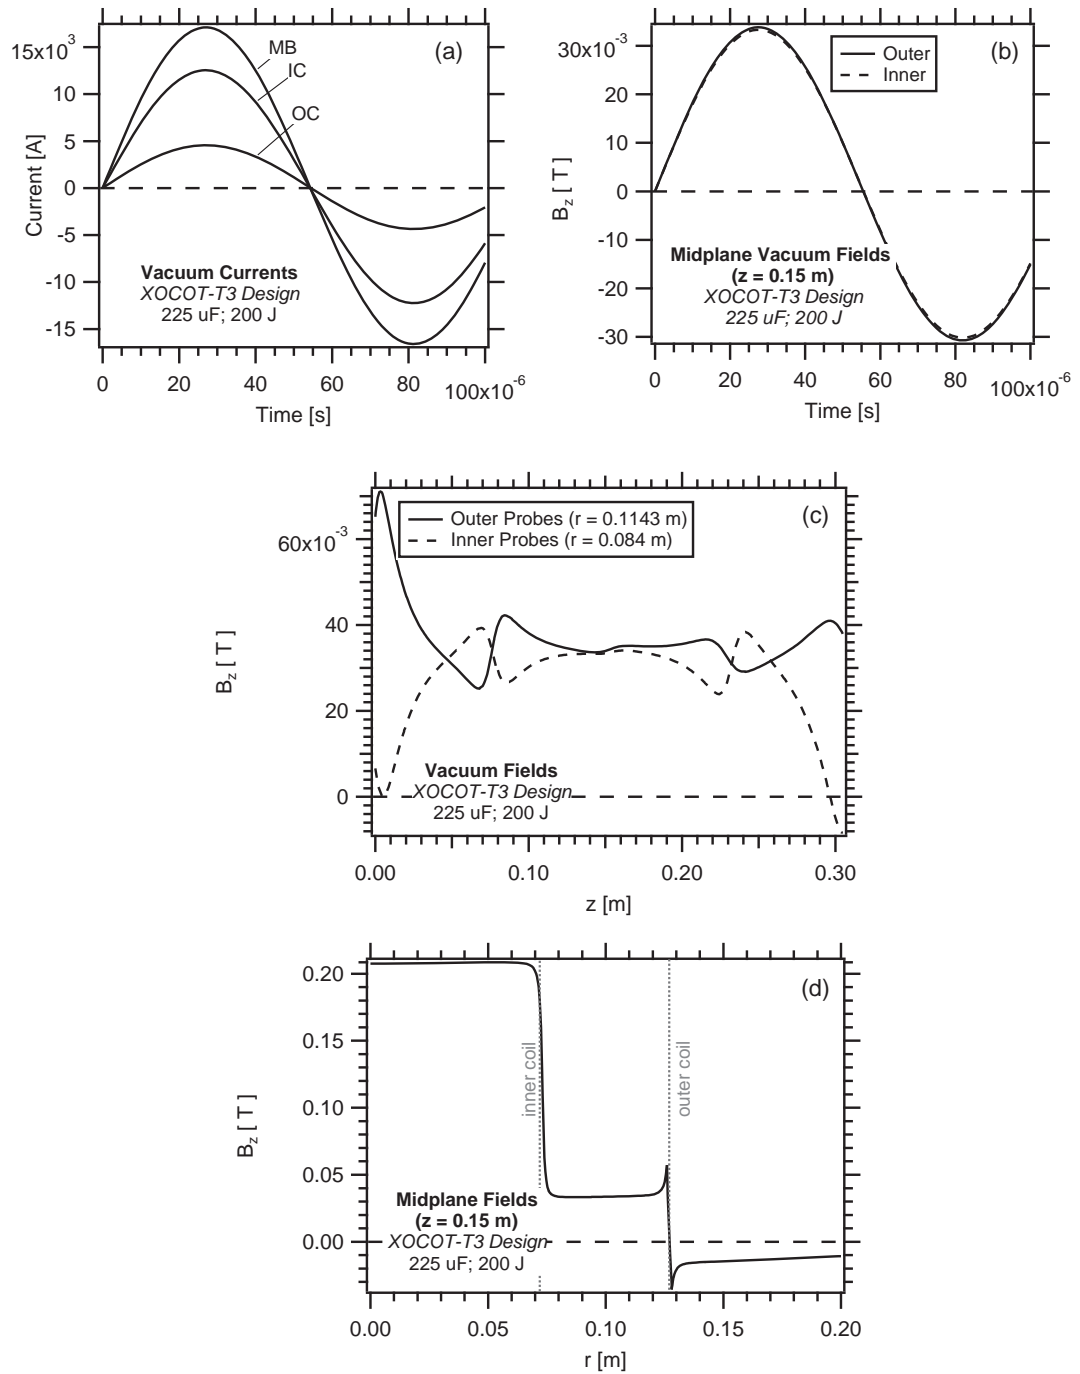 (a)
15x10³
10
5
0
-5
-10
-15
Current [A]
MB
IC
OC
Vacuum Currents
XOCOT-T3 Design
225 uF; 200 J
0
20
40
60
80
100x10⁻⁶
Time [s]
(b)
30x10⁻³
20
10
0
-10
-20
-30
B_z [ T ]
Outer
Inner
Midplane Vacuum Fields
(z = 0.15 m)
XOCOT-T3 Design
225 uF; 200 J
0
20
40
60
80
100x10⁻⁶
Time [s]
(c)
60x10⁻³
40
20
0
B_z [ T ]
Outer Probes (r = 0.1143 m)
Inner Probes (r = 0.084 m)
Vacuum Fields
XOCOT-T3 Design
225 uF; 200 J
0.00
0.10
0.20
0.30
z [m]
(d)
0.20
0.15
0.10
0.05
0.00
B_z [ T ]
inner coil
outer coil
Midplane Fields
(z = 0.15 m)
XOCOT-T3 Design
225 uF; 200 J
0.00
0.05
0.10
0.15
0.20
r [m]